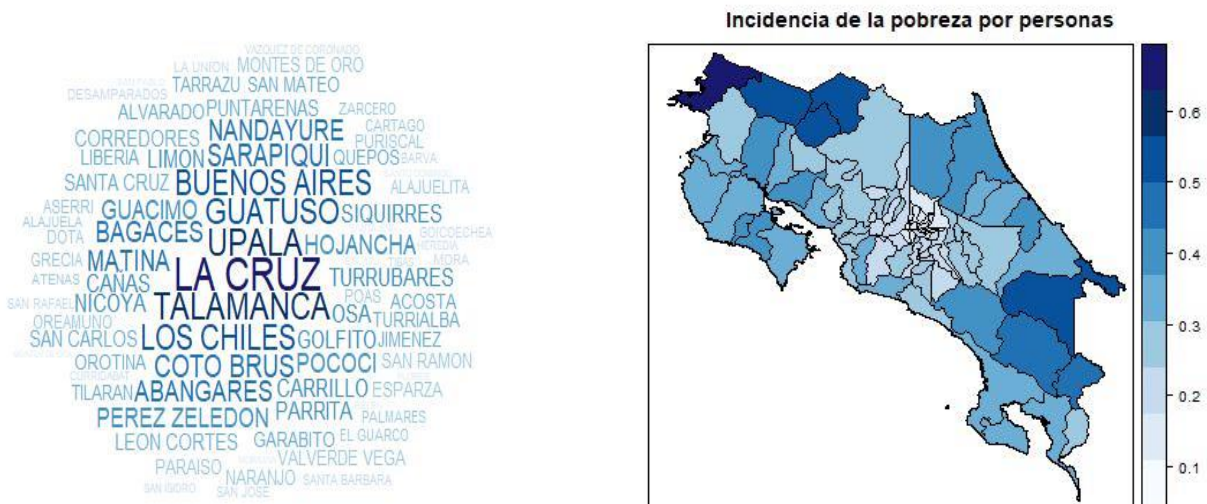 VAZQUEZ DE CORONADO
LA UNION MONTES DE ORO
TARRAZU SAN MATEO
DESAMPARADOS
ALVARADO PUNTARENAS ZARCERO
CORREDORES NANDAYURE CARTAGO
PURISCAL
LIBERIA LIMON SARAPIQUI QUEPOS BARVA
SANTA CRUZ BUENOS AIRES ALAJUELITA
ASERRI GUACIMO GUATUSO SIQUIRRES
ALAJUELA GOICOECHEA
DOTA BAGACES UPALA HOJANCHA HEREDIA
GRECIA MATINA MORA
ATENAS CAÑAS LA CRUZ TURRUBARES
POAS
SAN RAFAEL NICOYA TALAMANCA OSA ACOSTA
OREAMUNO TURRIALBA
SAN CARLOS LOS CHILES GOLFITO JIMENEZ
OROTINA COTO BRUS POCOCI SAN RAMON
CURRIDABAT
TILARAN ABANGARES CARRILLO ESPARZA
PEREZ ZELEDON PARRITA PALMARES
LEON CORTES GARABITO EL GUARCO
PARAISO VALVERDE VEGA
NARANJO SANTA BARBARA
SAN ISIDRO SAN JOSÉ
Incidencia de la pobreza por personas
0.6
0.5
0.4
0.3
0.2
0.1